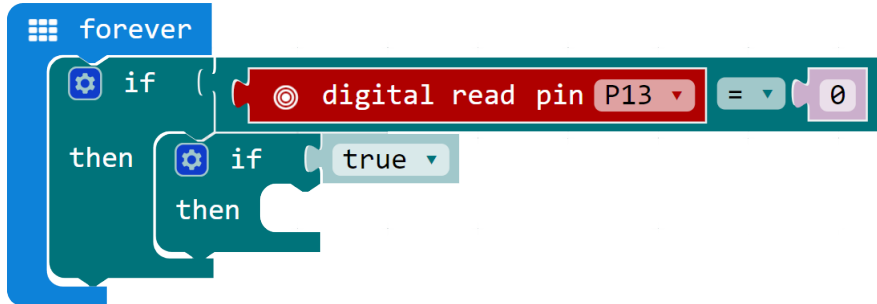 forever
if digital read pin P13 = 0
then if true
then